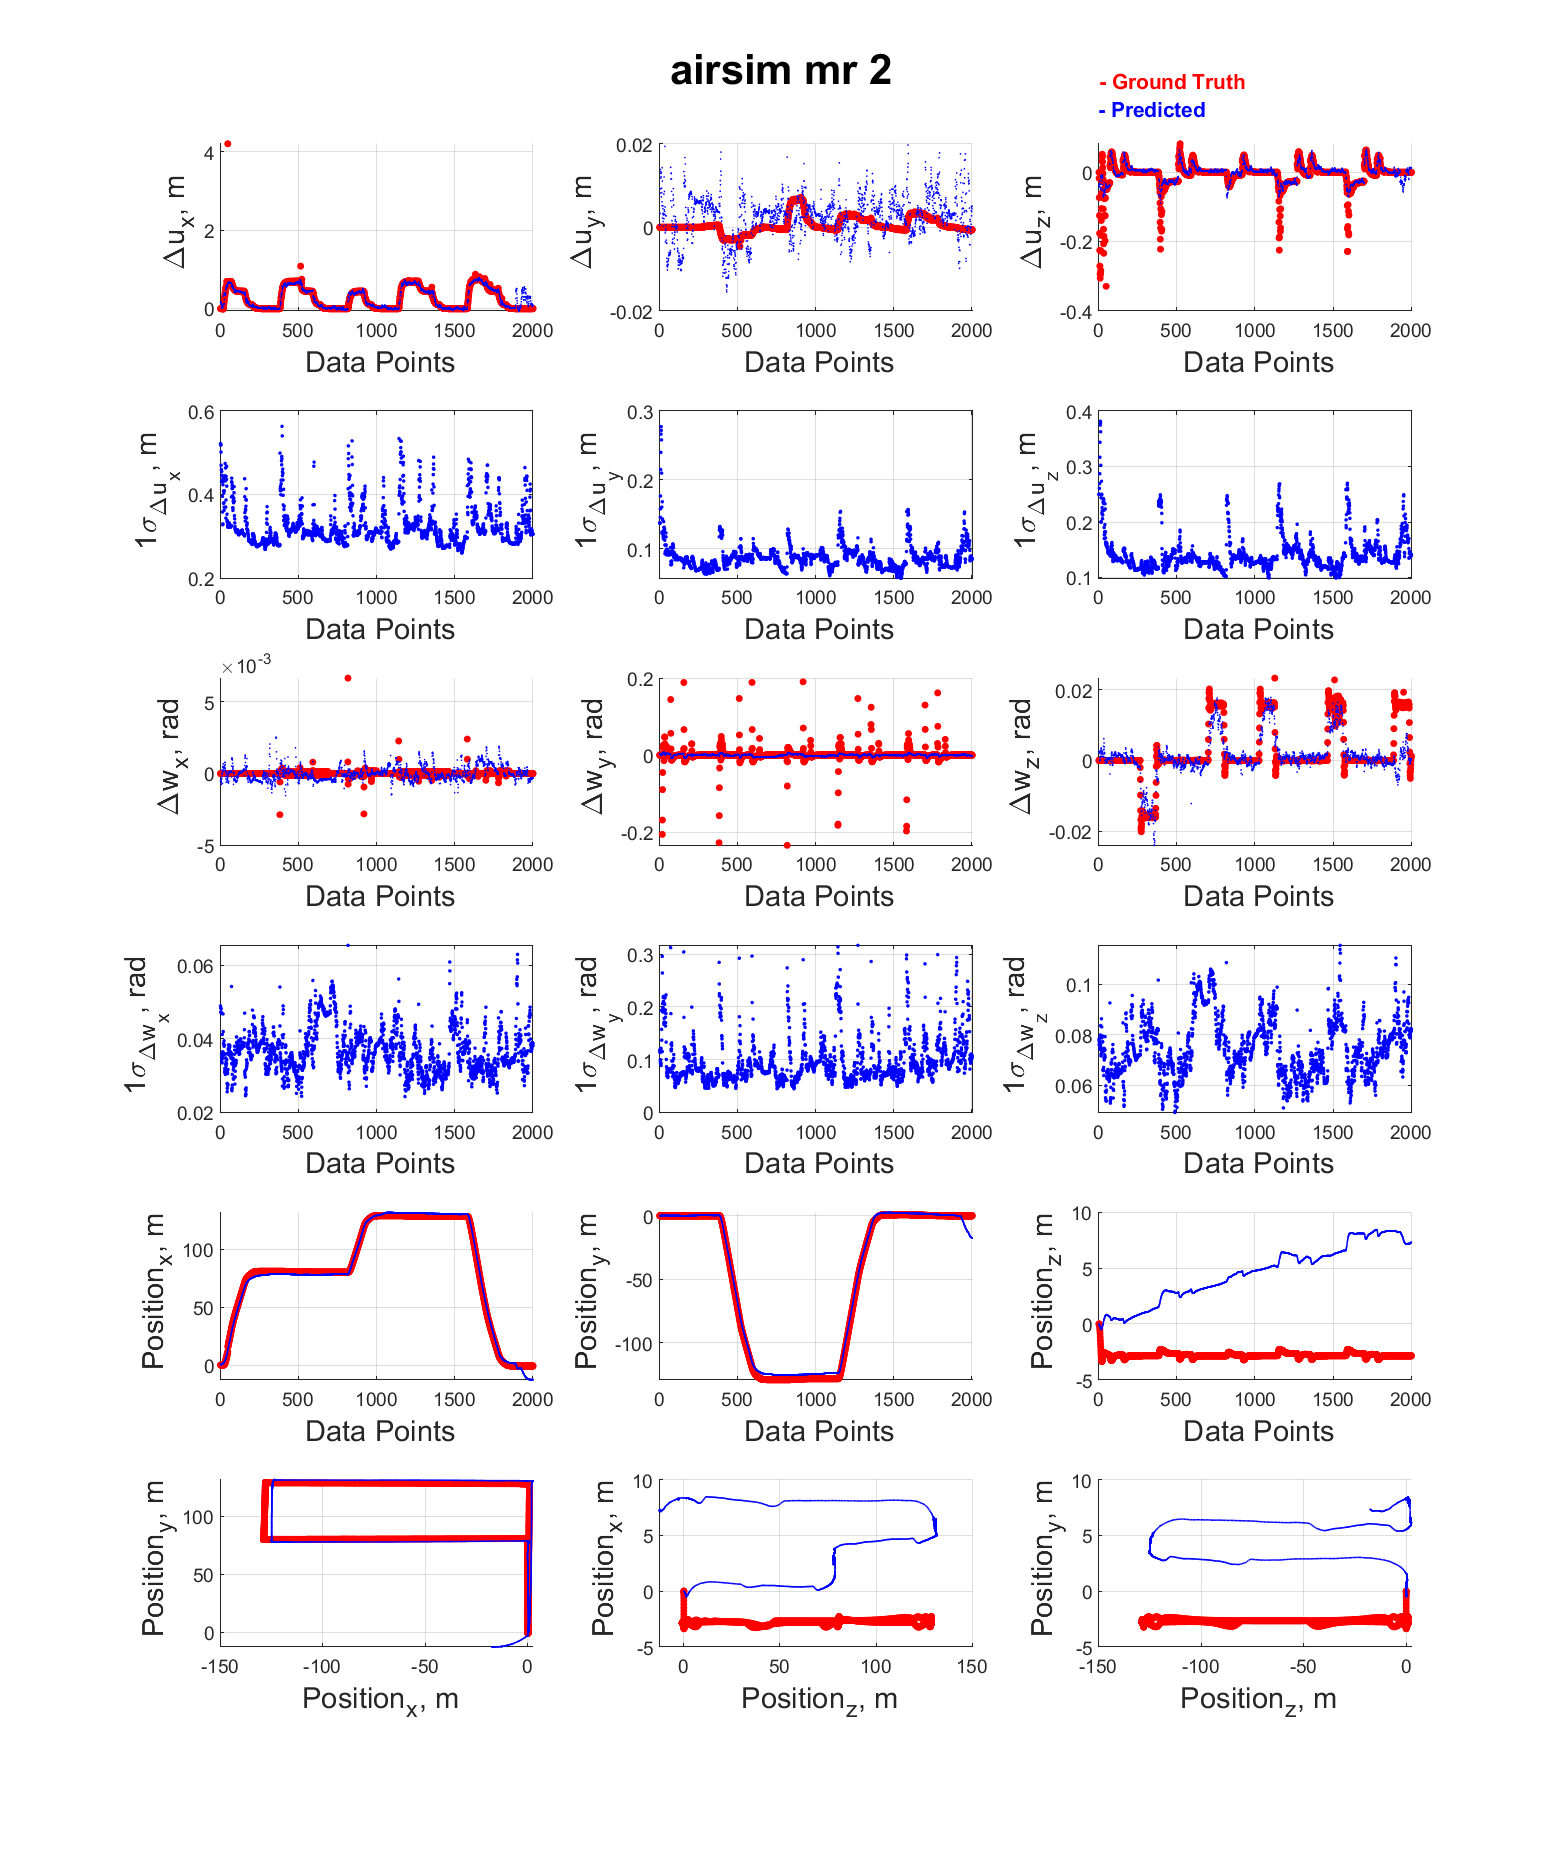 airsim mr 2
- Ground Truth
- Predicted
Δu_x, m
4
2
0
0 500 1000 1500 2000
Data Points
Δu_y, m
0.02
0
-0.02
0 500 1000 1500 2000
Data Points
Δu_z, m
0
-0.2
-0.4
0 500 1000 1500 2000
Data Points
1σ_Δu_x, m
0.6
0.4
0.2
0 500 1000 1500 2000
Data Points
1σ_Δu_y, m
0.3
0.2
0.1
0 500 1000 1500 2000
Data Points
1σ_Δu_z, m
0.4
0.3
0.2
0.1
0 500 1000 1500 2000
Data Points
×10^-3
Δw_x, rad
5
0
-5
0 500 1000 1500 2000
Data Points
Δw_y, rad
0.2
0
-0.2
0 500 1000 1500 2000
Data Points
Δw_z, rad
0.02
0
-0.02
0 500 1000 1500 2000
Data Points
1σ_Δw_x, rad
0.06
0.04
0.02
0 500 1000 1500 2000
Data Points
1σ_Δw_y, rad
0.3
0.2
0.1
0
0 500 1000 1500 2000
Data Points
1σ_Δw_z, rad
0.1
0.08
0.06
0 500 1000 1500 2000
Data Points
Position_x, m
100
50
0
0 500 1000 1500 2000
Data Points
Position_y, m
0
-50
-100
0 500 1000 1500 2000
Data Points
Position_z, m
10
5
0
-5
0 500 1000 1500 2000
Data Points
Position_y, m
100
50
0
-150 -100 -50 0
Position_x, m
Position_x, m
10
5
0
-5
0 50 100 150
Position_z, m
Position_y, m
10
5
0
-5
-150 -100 -50 0
Position_z, m